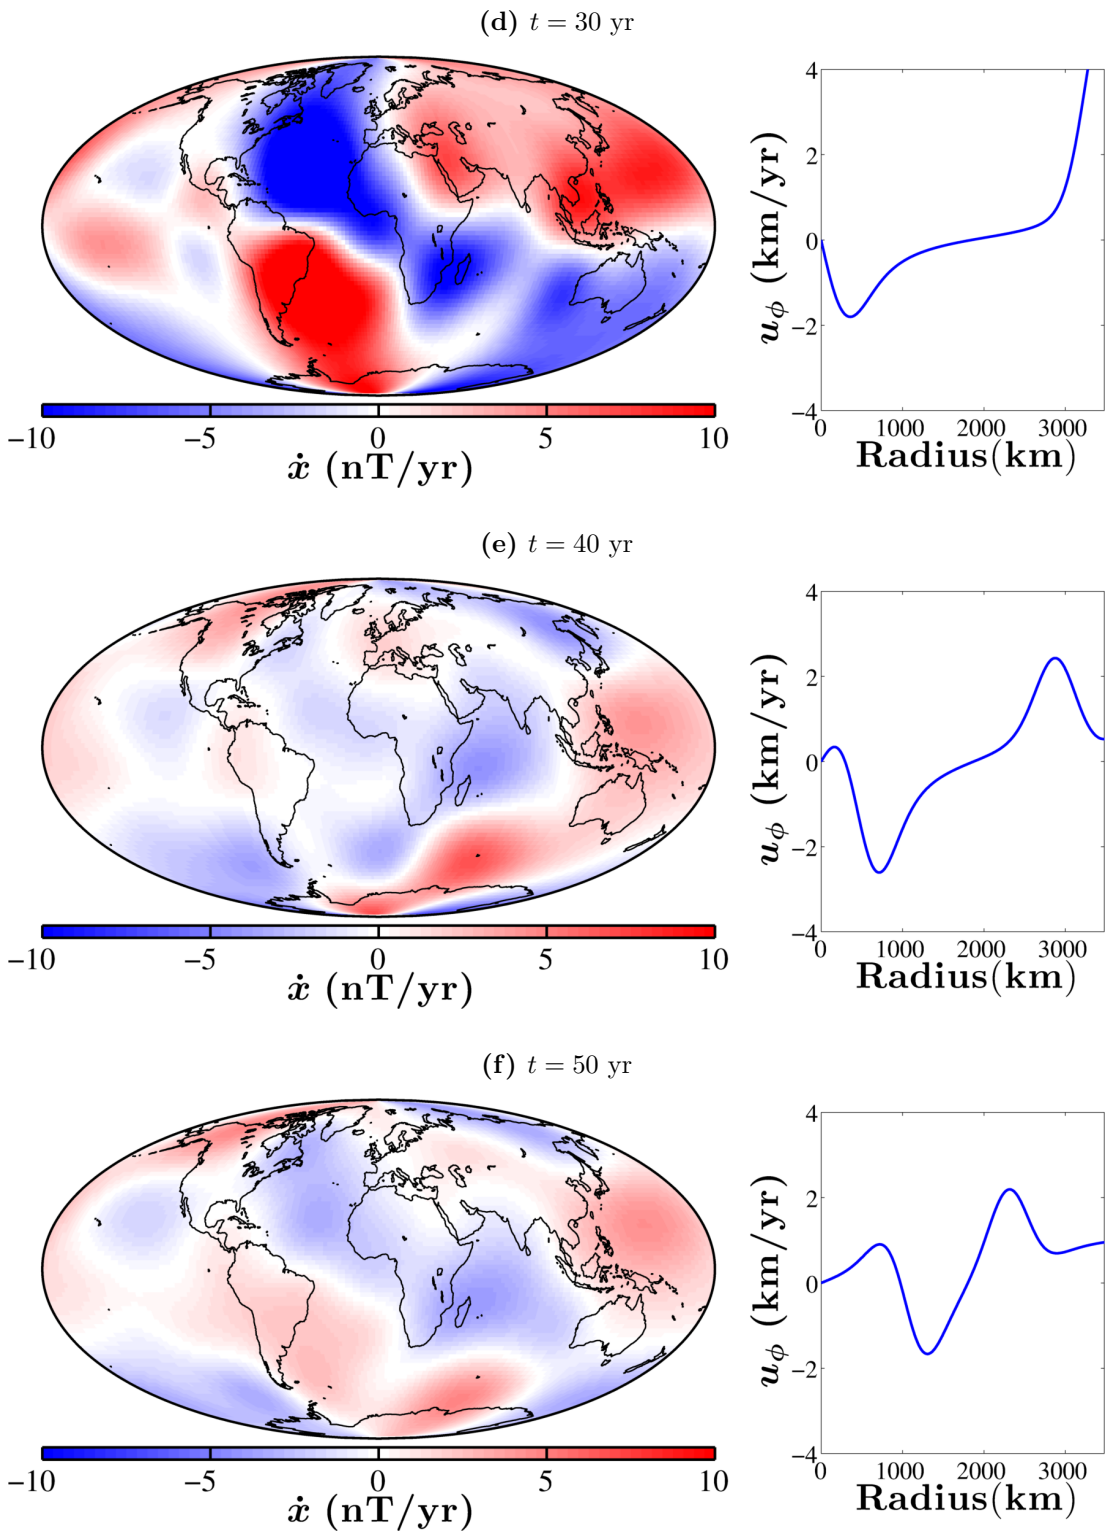 (d) t = 30 yr
4
2
0
−2
−4
u_ϕ (km/yr)
0 1000 2000 3000
Radius(km)
−10 −5 0 5 10
ẋ (nT/yr)
(e) t = 40 yr
4
2
0
−2
−4
u_ϕ (km/yr)
0 1000 2000 3000
Radius(km)
−10 −5 0 5 10
ẋ (nT/yr)
(f) t = 50 yr
4
2
0
−2
−4
u_ϕ (km/yr)
0 1000 2000 3000
Radius(km)
−10 −5 0 5 10
ẋ (nT/yr)